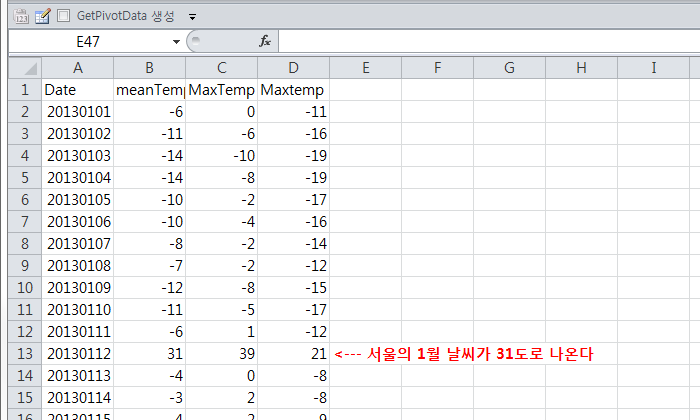 GetPivotData 생성
E47 fx
A B C D E F G H I
1 Date meanTemp MaxTemp Maxtemp
2 20130101 -6 0 -11
3 20130102 -11 -6 -16
4 20130103 -14 -10 -19
5 20130104 -14 -8 -19
6 20130105 -10 -2 -17
7 20130106 -10 -4 -16
8 20130107 -8 -2 -14
9 20130108 -7 -2 -12
10 20130109 -12 -8 -15
11 20130110 -11 -5 -17
12 20130111 -6 1 -12
13 20130112 31 39 21 <--- 서울의 1월 날씨가 31도로 나온다
14 20130113 -4 0 -8
15 20130114 -3 2 -8
16 20130115 -4 2 -9